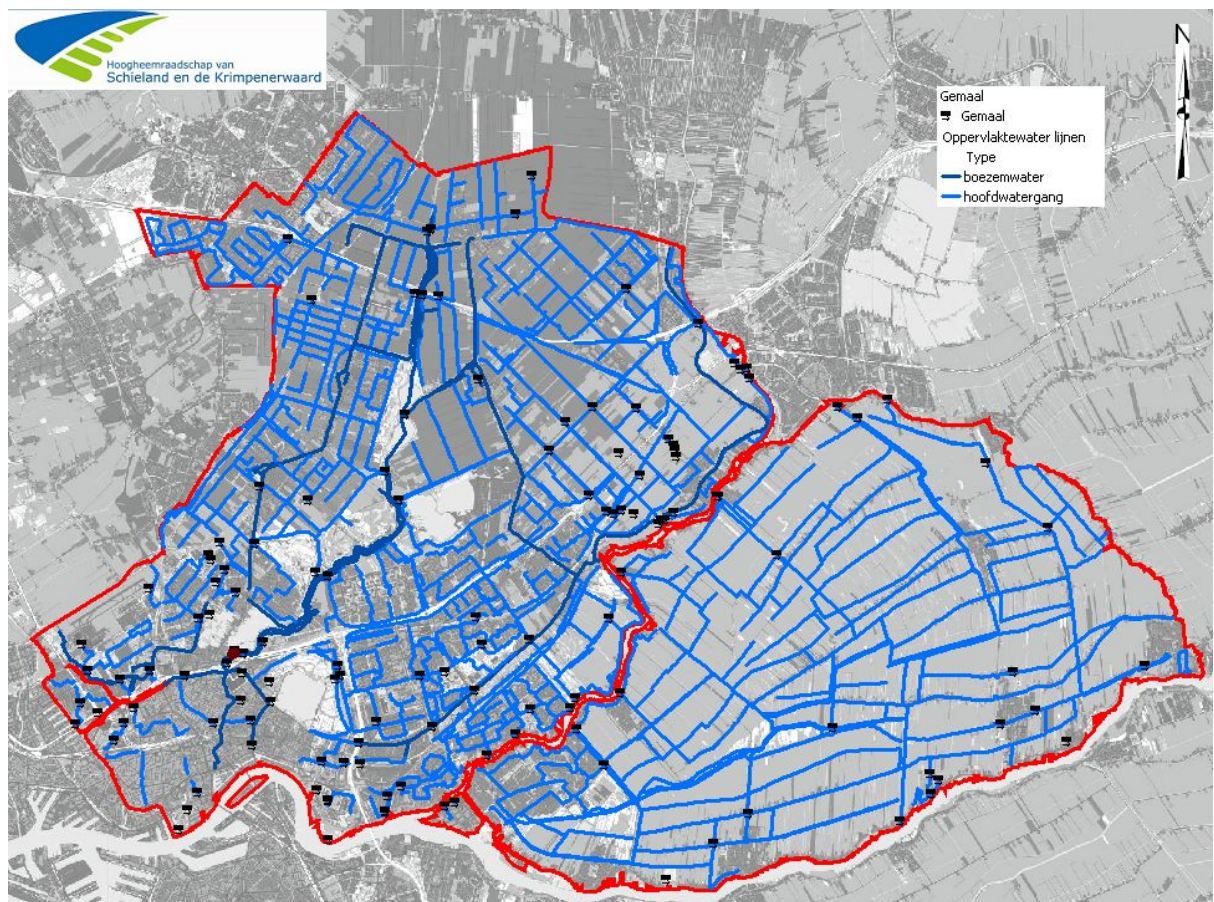 Hoogheemraadschap van
Schieland en de Krimpenerwaard
N
Gemaal
Gemaal
Oppervlaktewater lijnen
Type
boezemwater
hoofdwatergang